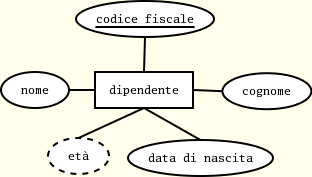 codice fiscale
nome
dipendente
cognome
età
data di nascita